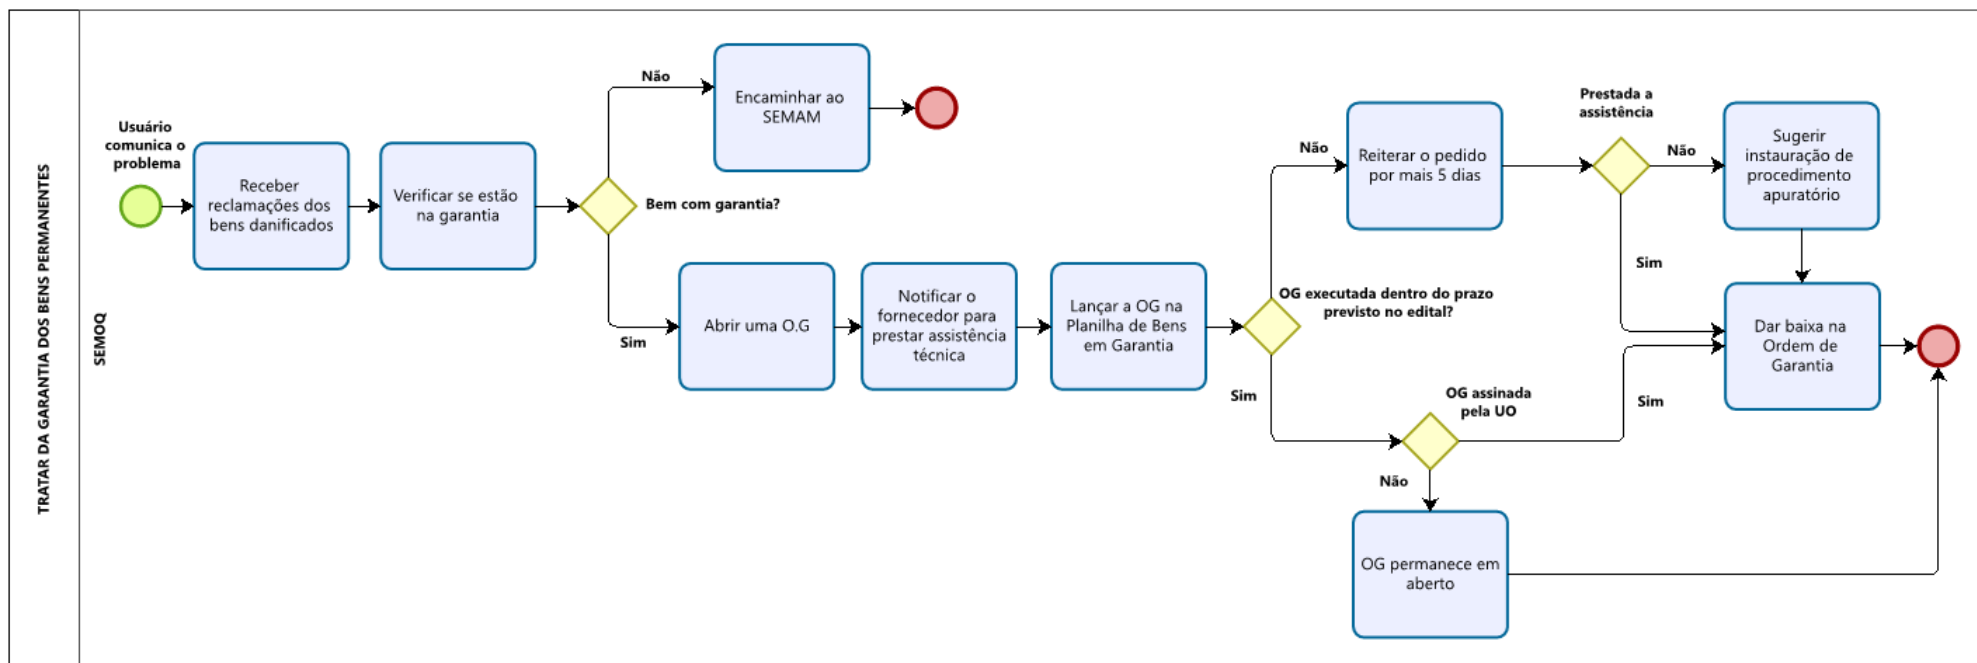 TRATAR DA GARANTIA DOS BENS PERMANENTES
SEMOQ
Usuário
comunica o
problema
Receber
reclamações dos
bens danificados
Verificar se estão
na garantia
Bem com garantia?
Não
Encaminhar ao
SEMAM
Sim
Abrir uma O.G
Notificar o
fornecedor para
prestar assistência
técnica
Lançar a OG na
Planilha de Bens
em Garantia
OG executada dentro do prazo
previsto no edital?
Não
Reiterar o pedido
por mais 5 dias
Prestada a
assistência
Não
Sugerir
instauração de
procedimento
apuratório
Sim
Dar baixa na
Ordem de
Garantia
Sim
OG assinada
pela UO
Sim
Não
OG permanece em
aberto